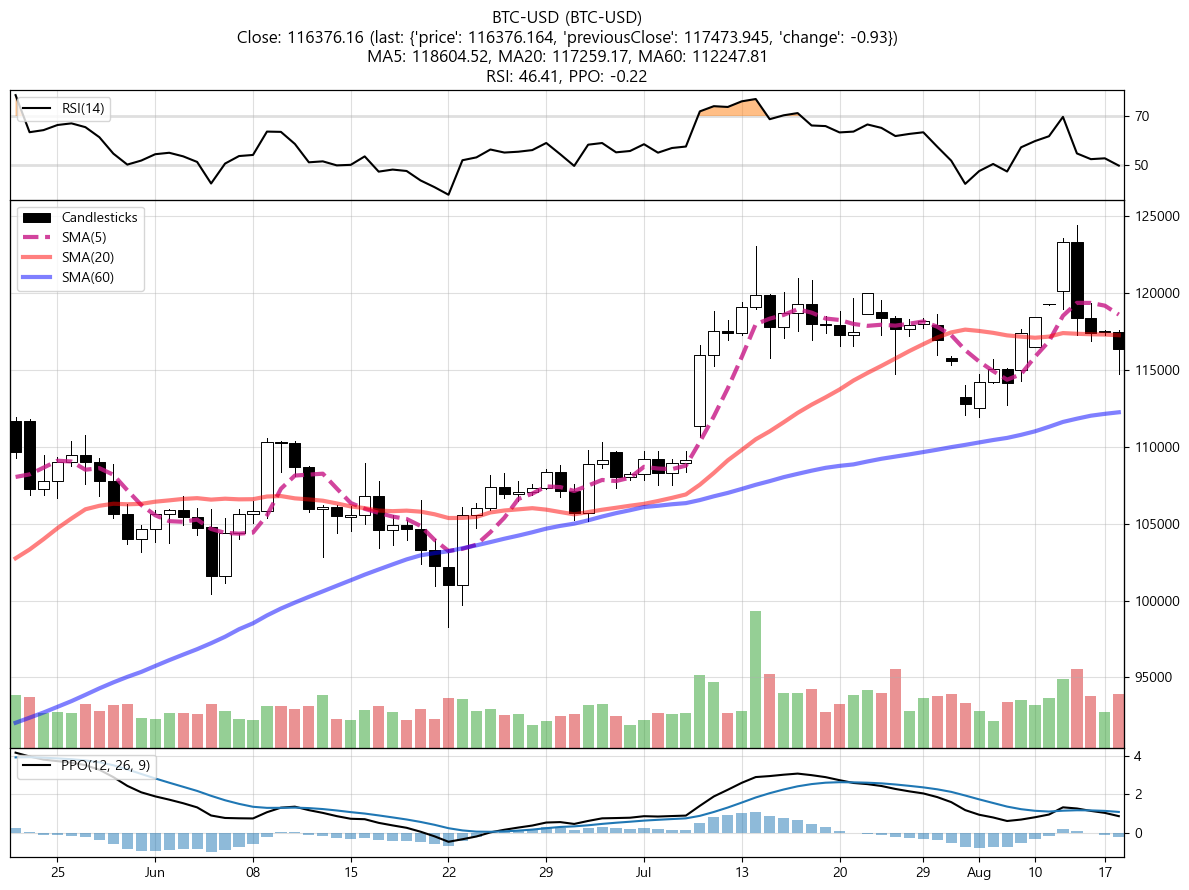 BTC-USD (BTC-USD)
Close: 116376.16 (last: {'price': 116376.164, 'previousClose': 117473.945, 'change': -0.93})
MA5: 118604.52, MA20: 117259.17, MA60: 112247.81
RSI: 46.41, PPO: -0.22
RSI(14)
70
50
Candlesticks
SMA(5)
SMA(20)
SMA(60)
125000
120000
115000
110000
105000
100000
95000
PPO(12, 26, 9)
4
2
0
25 Jun 08 15 22 29 Jul 13 20 29 Aug 10 17